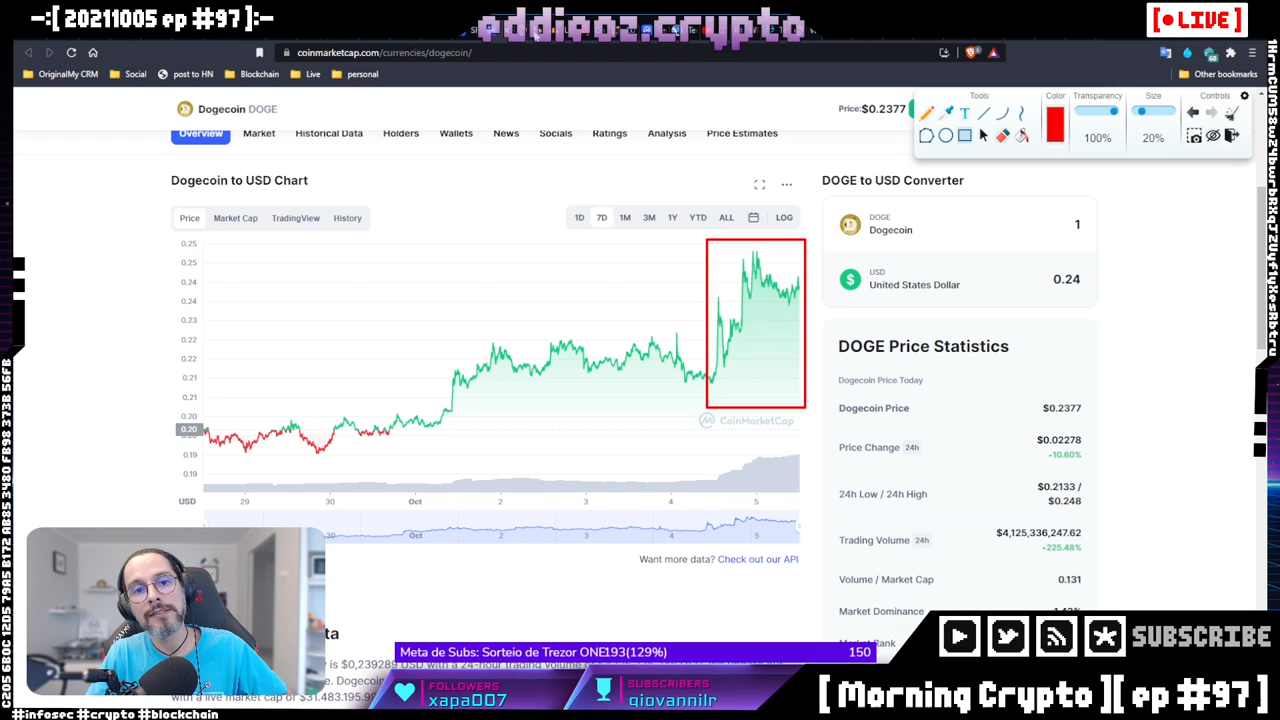 -:[ 20211005 ep #97 ]:-
eddieoz crypto
[ ● LIVE ]
coinmarketcap.com/currencies/dogecoin/
OriginalMy CRM
Social
post to HN
Blockchain
Live
personal
Other bookmarks
Dogecoin DOGE
Price:$0.2377
Overview
Market
Historical Data
Holders
Wallets
News
Socials
Ratings
Analysis
Price Estimates
Tools
Color
Transparency
Size
Controls
100%
20%
Dogecoin to USD Chart
Price
Market Cap
TradingView
History
1D
7D
1M
3M
1Y
YTD
ALL
LOG
0.25
0.24
0.24
0.23
0.23
0.22
0.22
0.21
0.21
0.20
0.20
0.19
0.19
USD
29
30
Oct
2
3
4
5
CoinMarketCap
30
Oct
2
3
4
5
Want more data? Check out our API
DOGE to USD Converter
DOGE
Dogecoin
1
USD
United States Dollar
0.24
DOGE Price Statistics
Dogecoin Price Today
Dogecoin Price
$0.2377
Price Change 24h
$0.02278
10.60%
24h Low / 24h High
$0.2133 /
$0.248
Trading Volume 24h
$4,125,336,247.62
225.48%
Volume / Market Cap
0.131
Market Dominance
Meta de Subs: Sorteio de Trezor ONE193(129%)
150
FOLLOWERS
xapa007
SUBSCRIBERS
giovannilr
SUBSCRIBE
[ Morning Crypto ][ ep #97 ]
#infosec #crypto #blockchain